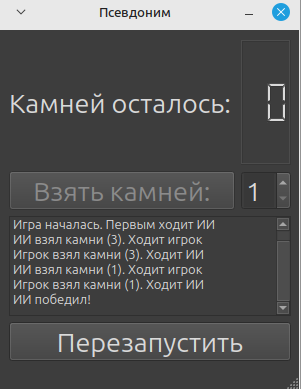 Псевдоним
Камней осталось: 0
Взять камней: 1
Игра началась. Первым ходит ИИ
ИИ взял камни (3). Ходит игрок
Игрок взял камни (3). Ходит ИИ
ИИ взял камни (1). Ходит игрок
Игрок взял камни (1). Ходит ИИ
ИИ победил!
Перезапустить